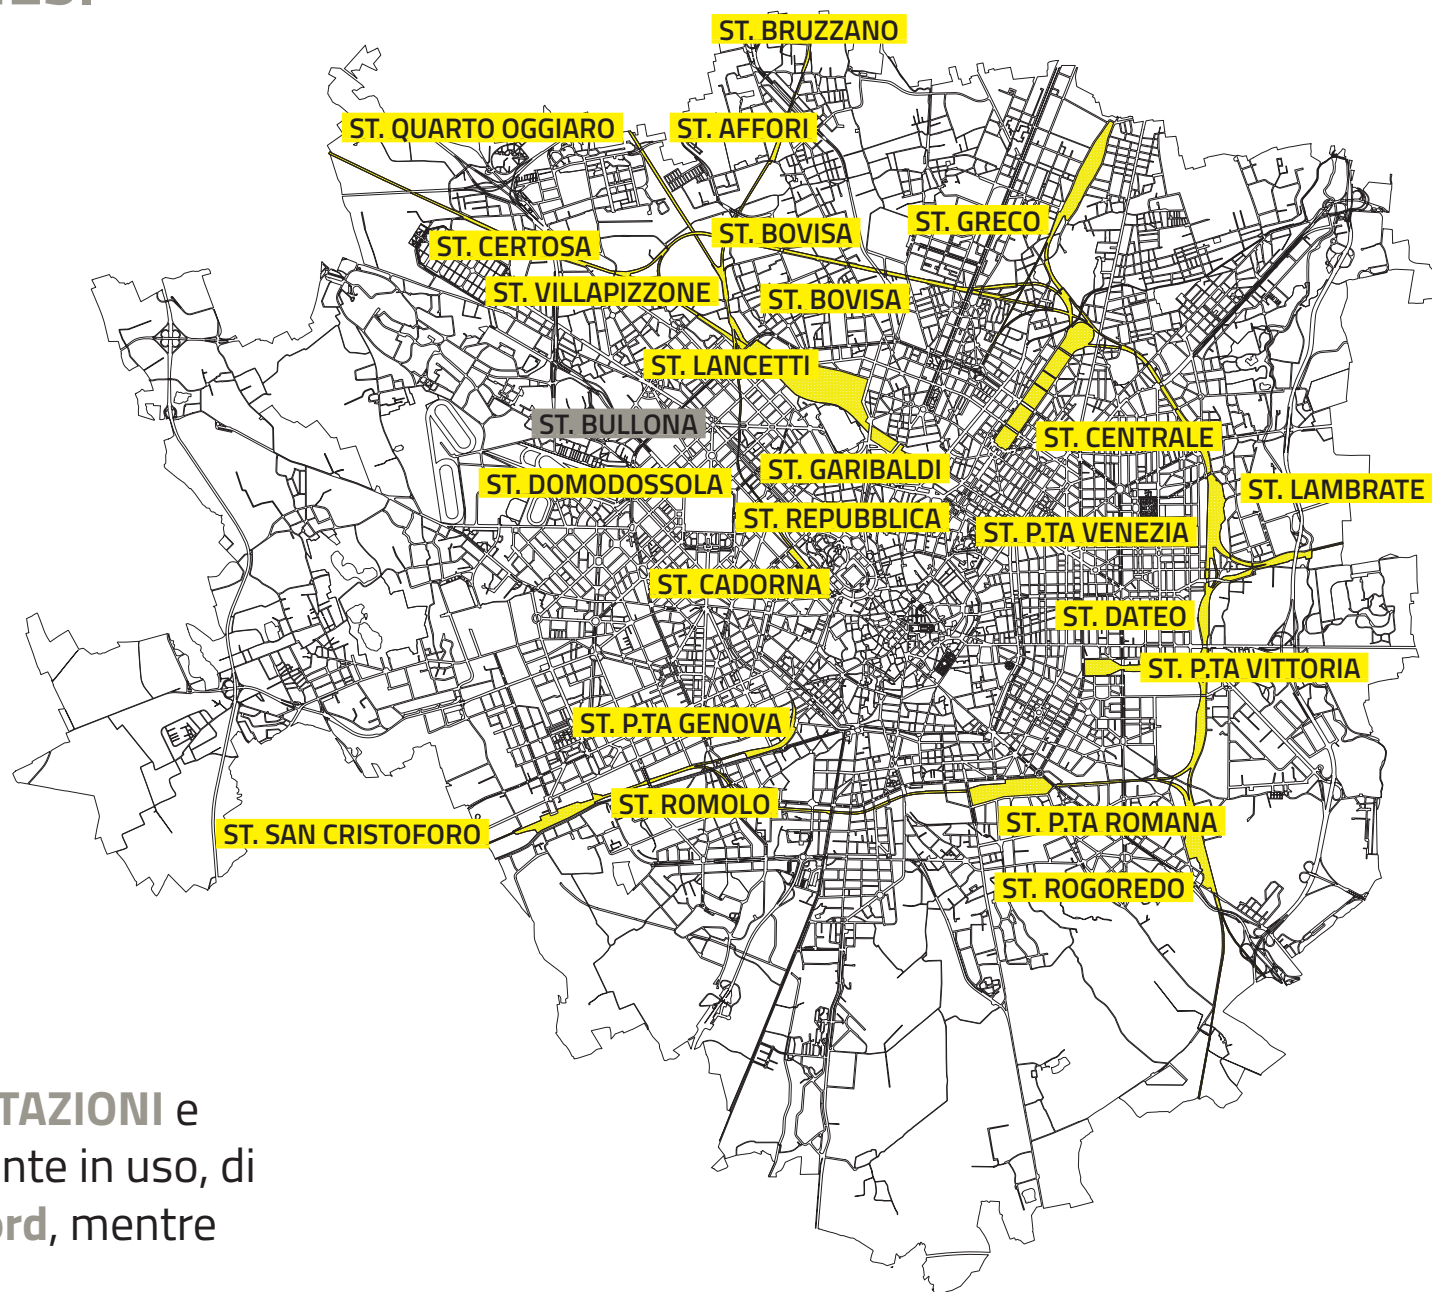 ST. BRUZZANO
ST. QUARTO OGGIARO
ST. AFFORI
ST. GRECO
ST. BOVISA
ST. CERTOSA
ST. VILLAPIZZONE
ST. BOVISA
ST. LANCETTI
ST. BULLONA
ST. CENTRALE
ST. GARIBALDI
ST. DOMODOSSOLA
ST. LAMBRATE
ST. REPUBBLICA
ST. P.TA VENEZIA
ST. CADORNA
ST. DATEO
ST. P.TA VITTORIA
ST. P.TA GENOVA
ST. ROMOLO
ST. P.TA ROMANA
ST. SAN CRISTOFORO
ST. ROGOREDO
TAZIONI e
nte in uso, di
ord, mentre